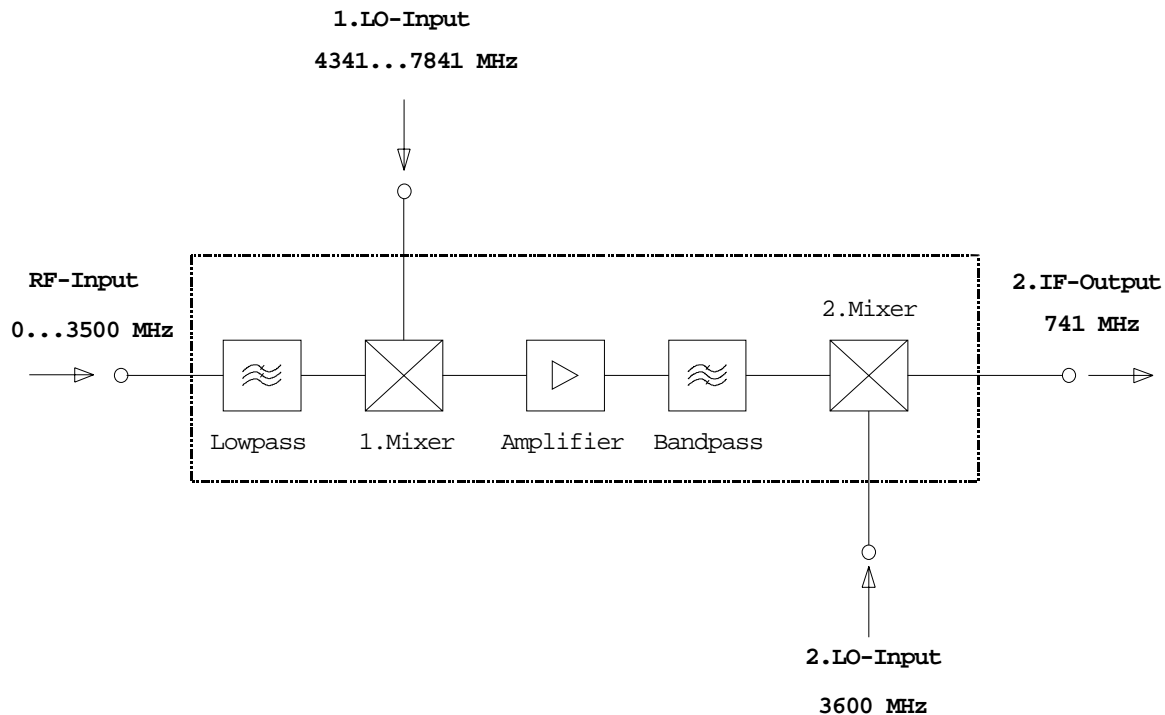 1.LO-Input
4341...7841 MHz
RF-Input
0...3500 MHz
2.IF-Output
741 MHz
2.Mixer
Lowpass
1.Mixer
Amplifier
Bandpass
2.LO-Input
3600 MHz